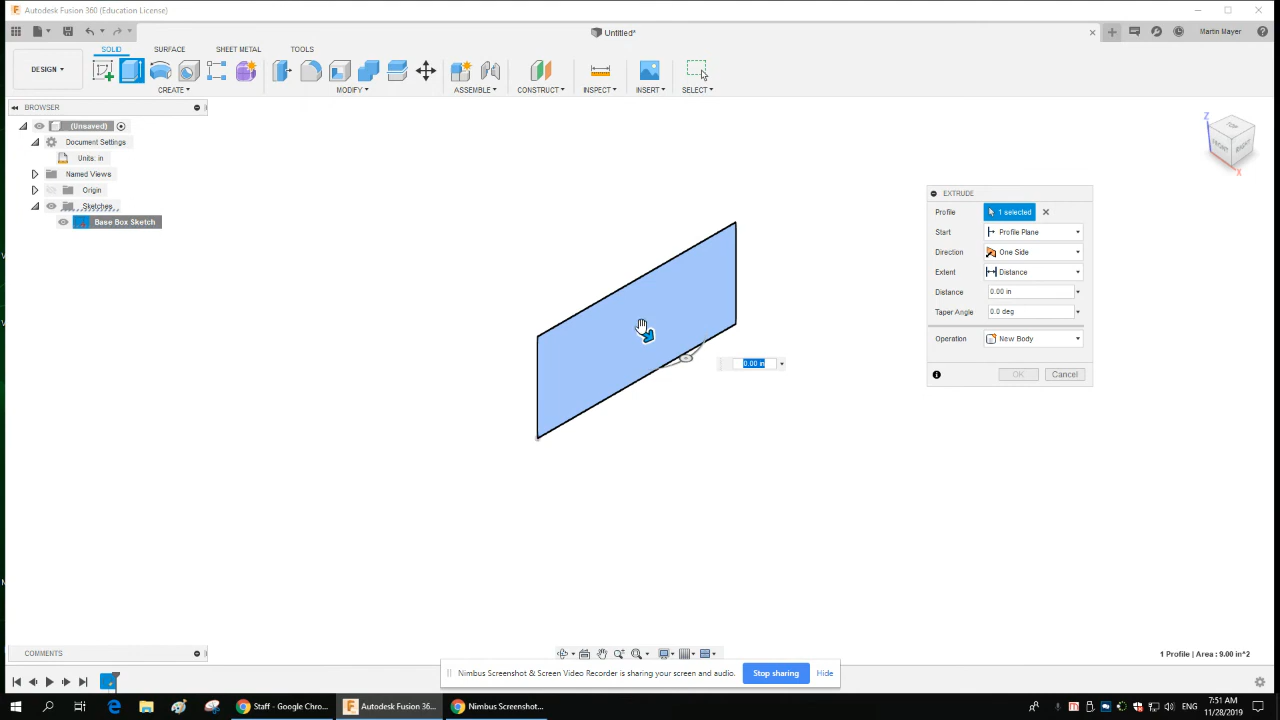 Autodesk Fusion 360 (Education License)
Untitled*
Martin Mayer
SOLID SURFACE SHEET METAL TOOLS
DESIGN
CREATE MODIFY ASSEMBLE CONSTRUCT INSPECT INSERT SELECT
BROWSER
(Unsaved)
Document Settings
Units: in
Named Views
Origin
Sketches
Base Box Sketch
Z
TOP
FRONT
RIGHT
X
EXTRUDE
Profile 1 selected
Start Profile Plane
Direction One Side
Extent Distance
Distance 0.00 in
Taper Angle 0.0 deg
Operation New Body
OK Cancel
0.00 in
COMMENTS
1 Profile | Area : 9.00 in^2
Nimbus Screenshot & Screen Video Recorder is sharing your screen and audio. Stop sharing Hide
Staff - Google Chro...
Autodesk Fusion 36...
Nimbus Screenshot...
ENG
7:51 AM
11/28/2019